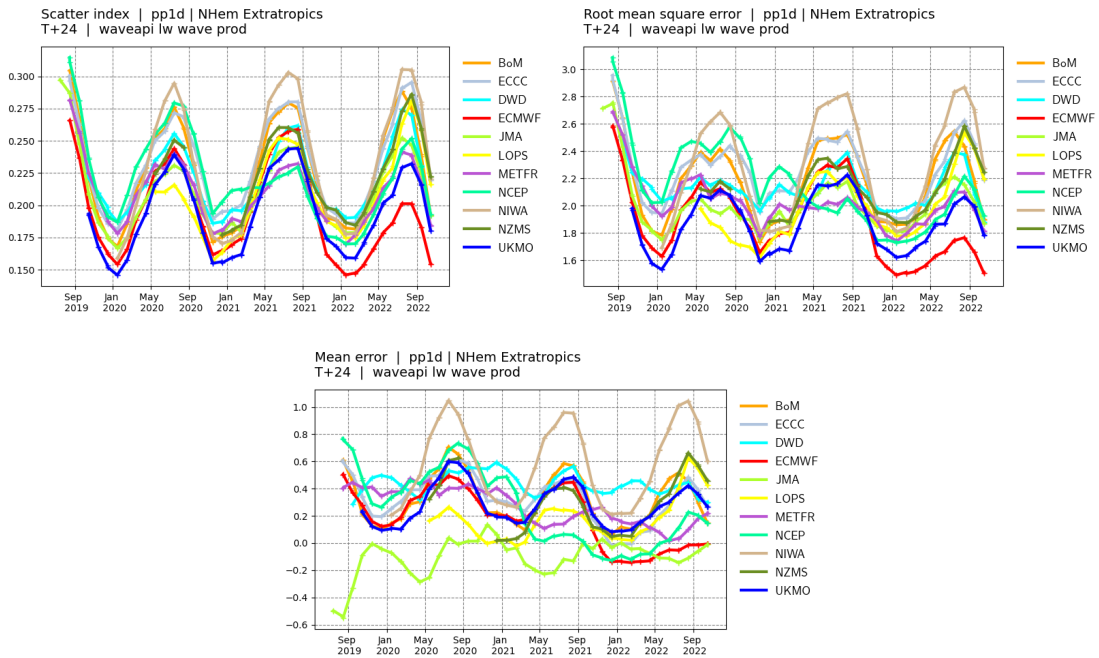 Scatter index | pp1d | NHem Extratropics
T+24 | waveapi lw wave prod
0.300
0.275
0.250
0.225
0.200
0.175
0.150
Sep Jan May Sep Jan May Sep Jan May Sep
2019 2020 2020 2020 2021 2021 2021 2022 2022 2022
BoM
ECCC
DWD
ECMWF
JMA
LOPS
METFR
NCEP
NIWA
NZMS
UKMO
Root mean square error | pp1d | NHem Extratropics
T+24 | waveapi lw wave prod
3.0
2.8
2.6
2.4
2.2
2.0
1.8
1.6
Sep Jan May Sep Jan May Sep Jan May Sep
2019 2020 2020 2020 2021 2021 2021 2022 2022 2022
BoM
ECCC
DWD
ECMWF
JMA
LOPS
METFR
NCEP
NIWA
NZMS
UKMO
Mean error | pp1d | NHem Extratropics
T+24 | waveapi lw wave prod
1.0
0.8
0.6
0.4
0.2
0.0
−0.2
−0.4
−0.6
Sep Jan May Sep Jan May Sep Jan May Sep
2019 2020 2020 2020 2021 2021 2021 2022 2022 2022
BoM
ECCC
DWD
ECMWF
JMA
LOPS
METFR
NCEP
NIWA
NZMS
UKMO